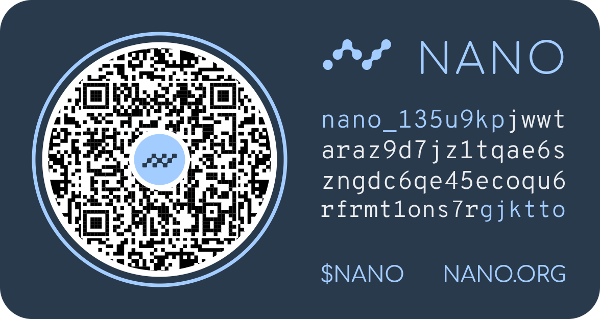 NANO
nano_135u9kpjwwt
araz9d7jz1tqae6s
zngdc6qe45ecoqu6
rfrmt1ons7rgjktto
$NANO NANO.ORG